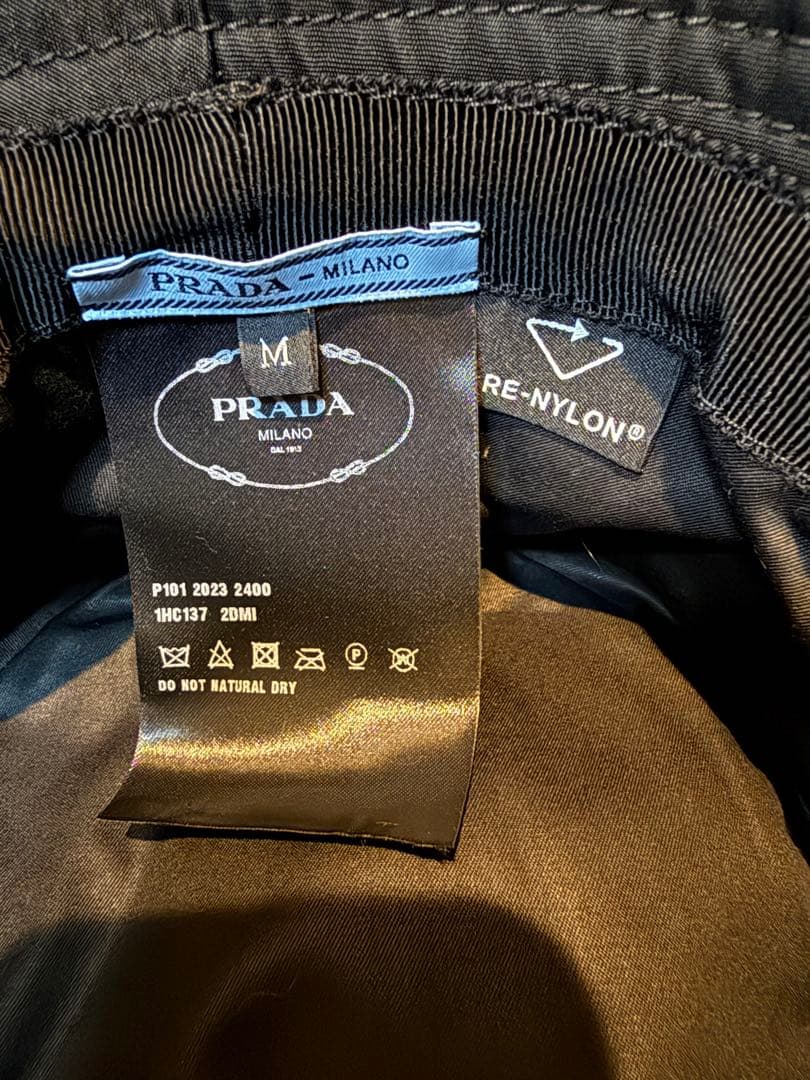 PRADA - MILANO
M
PRADA
MILANO
DAL 1913
RE-NYLON®
P101 2023 2400
1HC137 2DMI
P
W
DO NOT NATURAL DRY